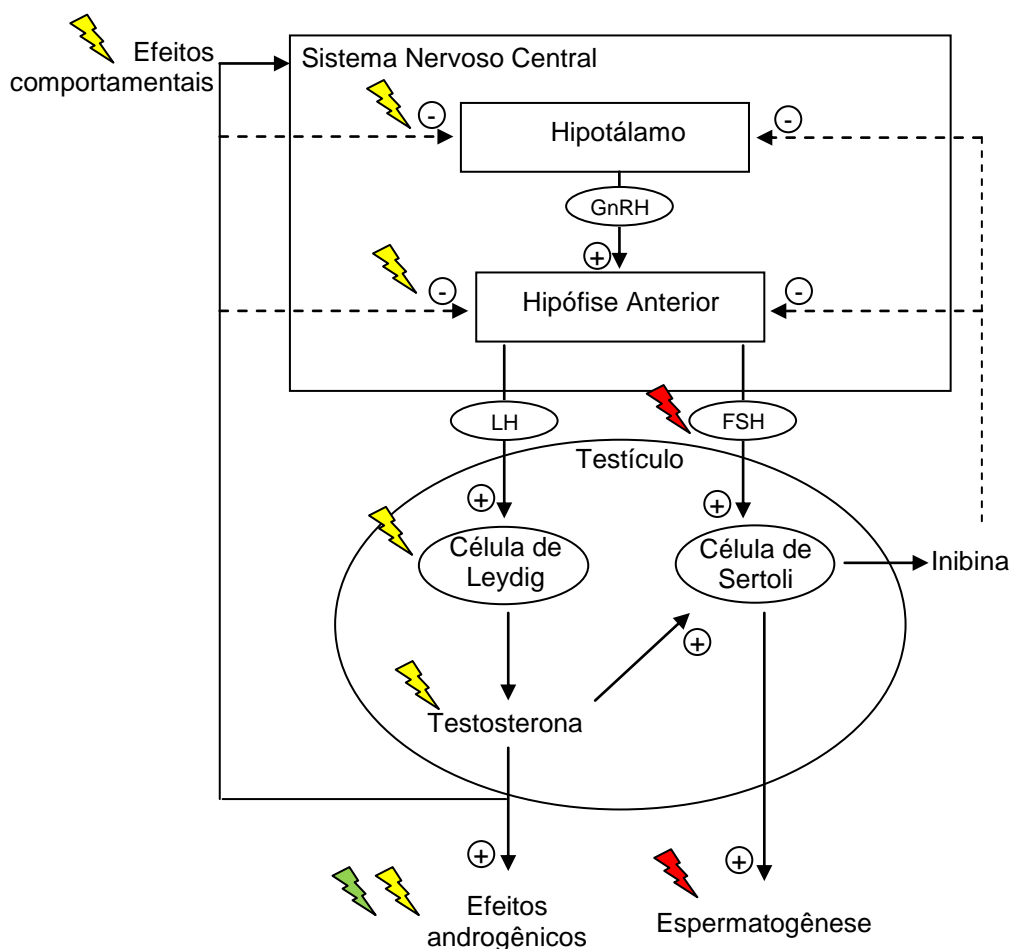 Efeitos
comportamentais
Sistema Nervoso Central
-
Hipotálamo
-
GnRH
+
-
Hipófise Anterior
-
LH
FSH
Testículo
+
+
Célula de
Leydig
Célula de
Sertoli
Inibina
+
Testosterona
+
+
Efeitos
androgênicos
Espermatogênese